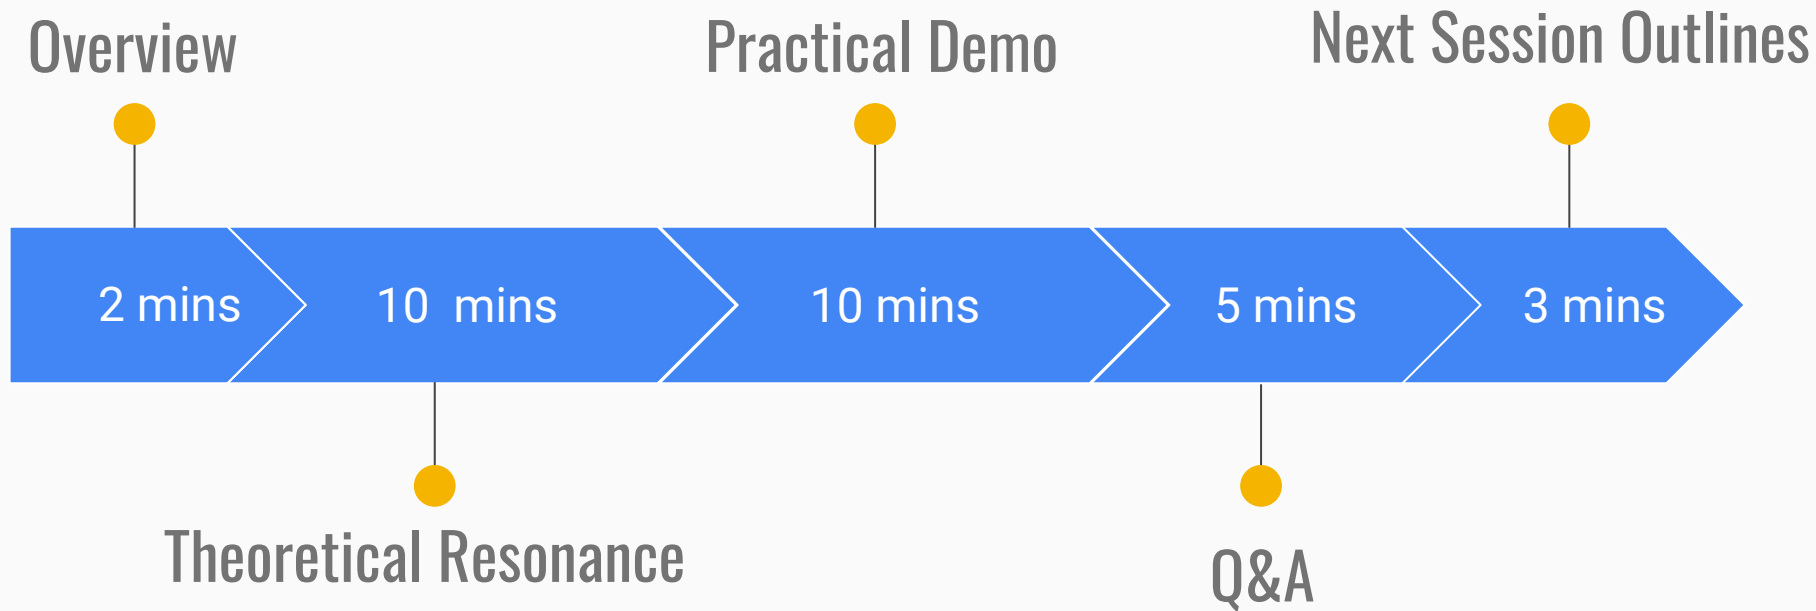 Overview
Practical Demo
Next Session Outlines
2 mins
10 mins
10 mins
5 mins
3 mins
Theoretical Resonance
Q&A